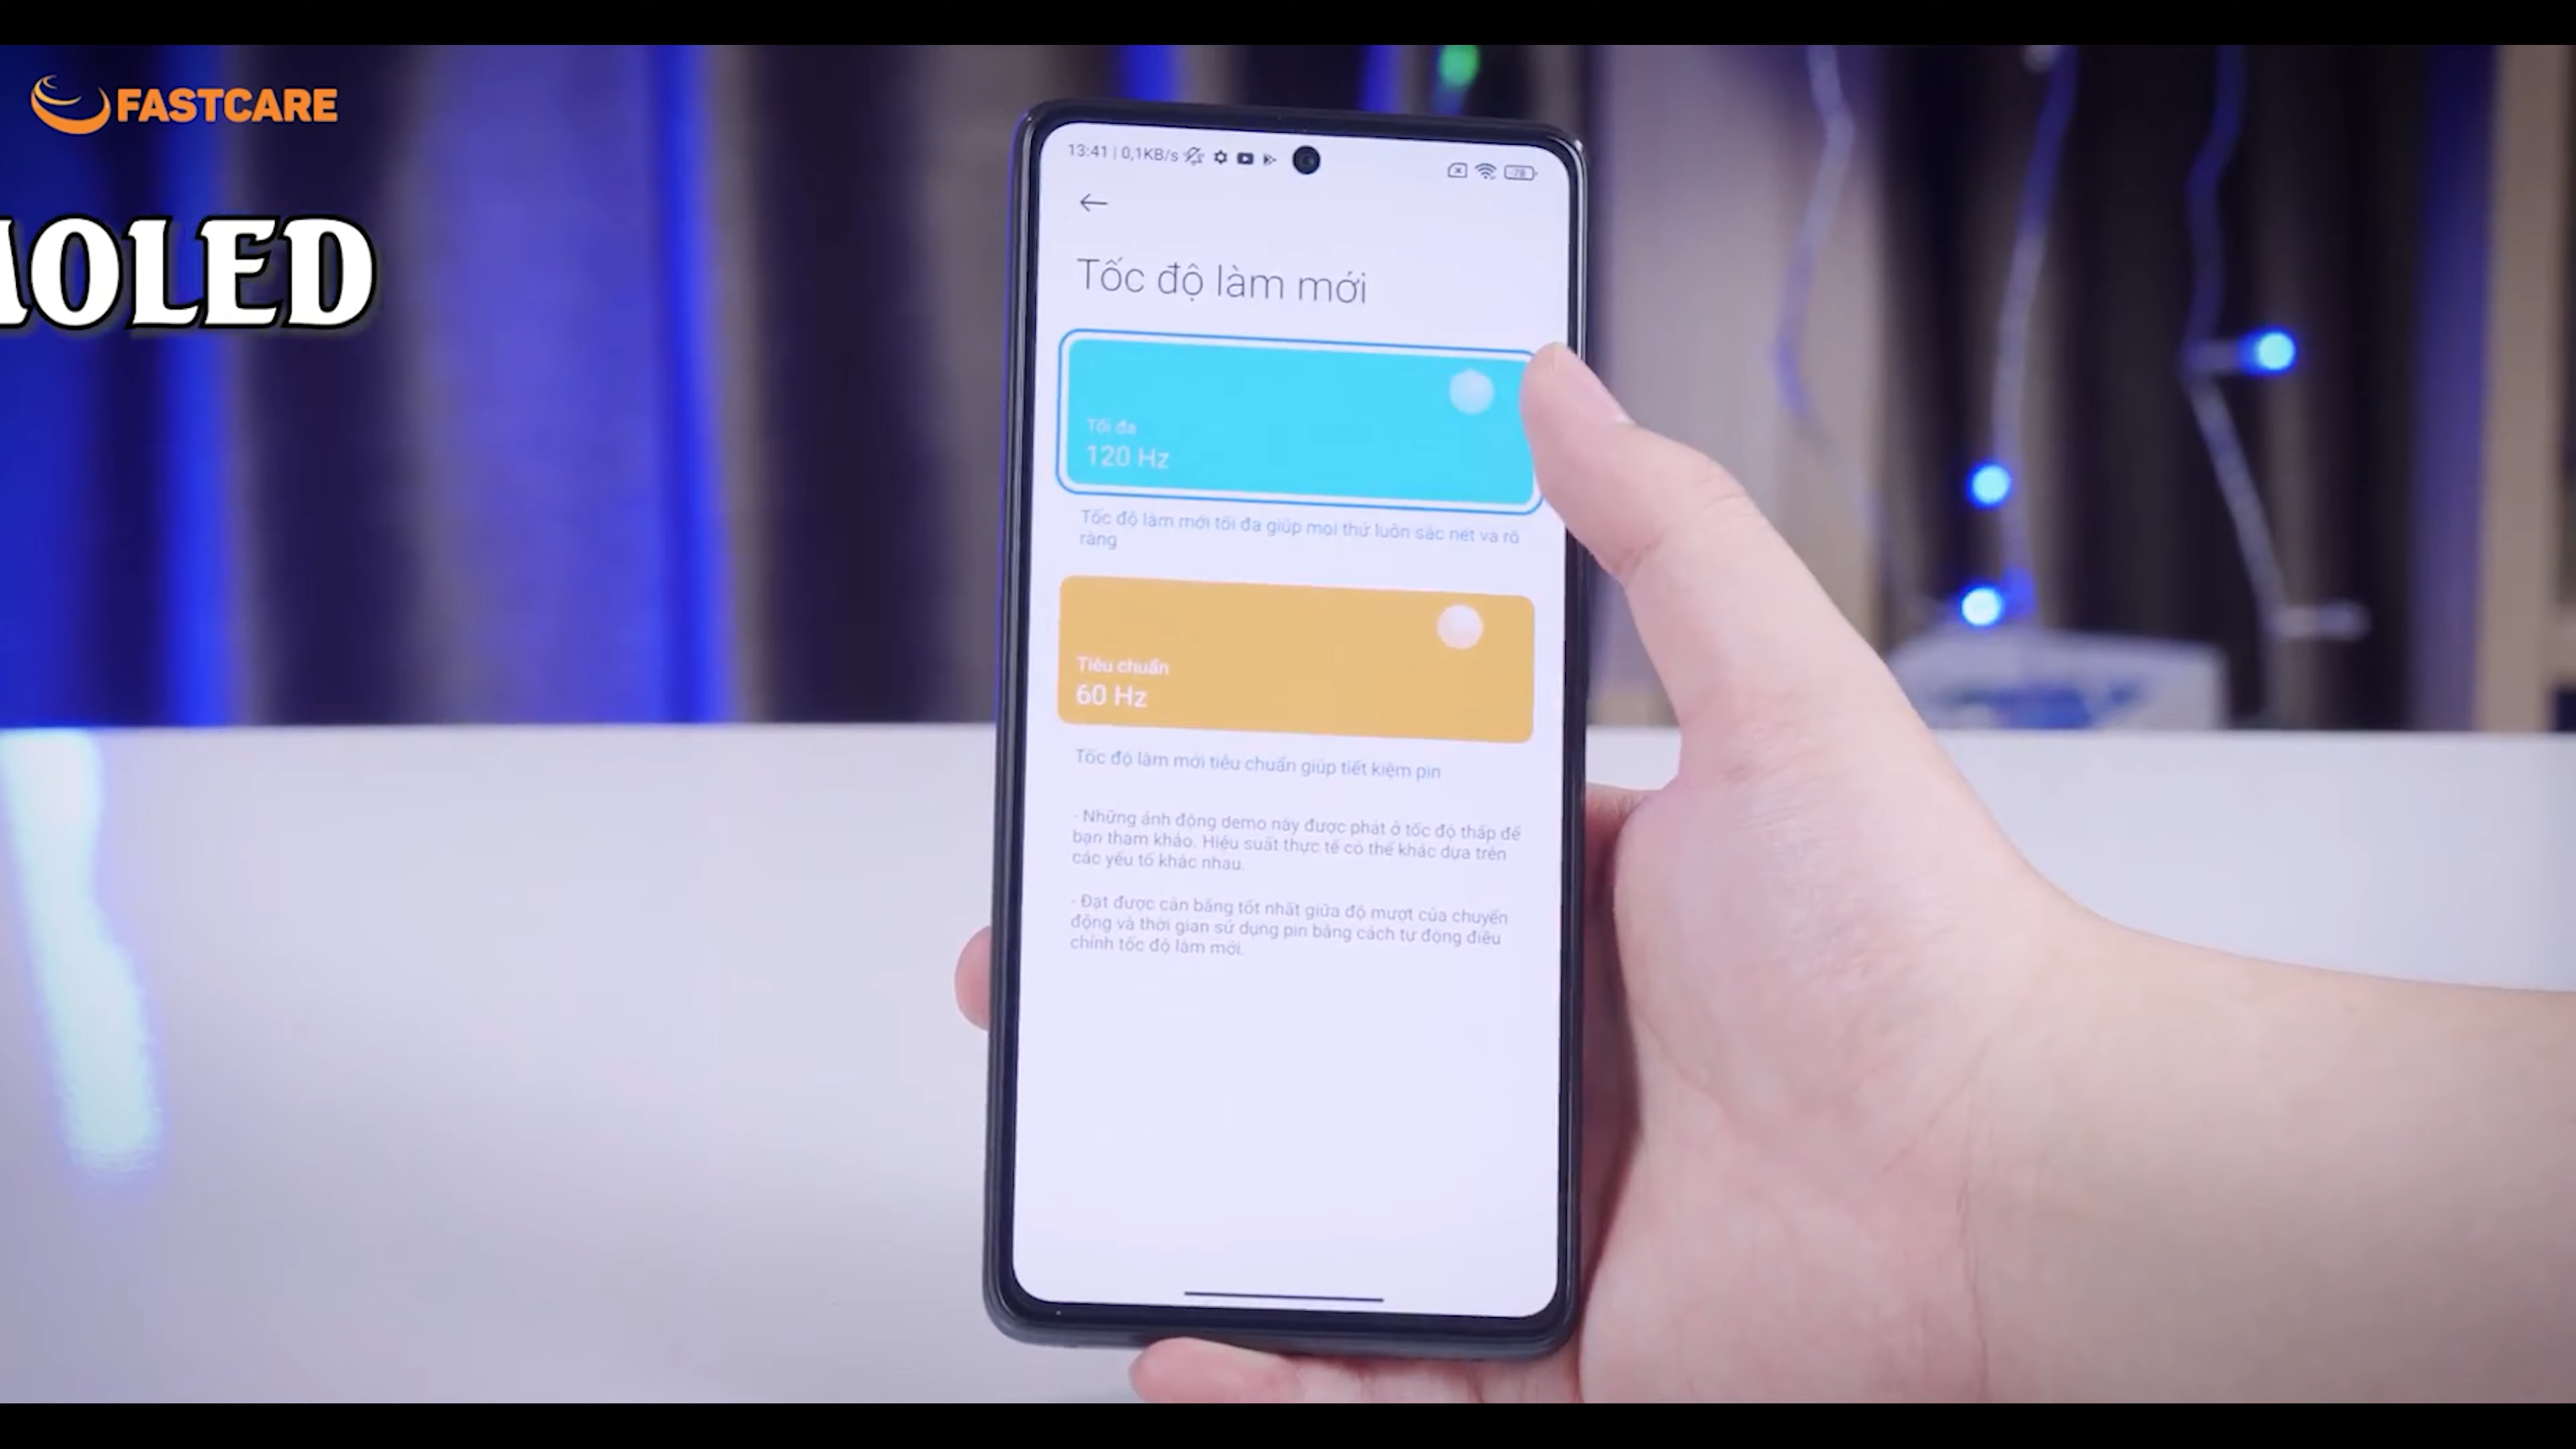 FASTCARE
MOLED
13:41 | 0,1KB/s
78
Tốc độ làm mới
Tối đa
120 Hz
Tốc độ làm mới tối đa giúp mọi thứ luôn sắc nét và rõ
ràng
Tiêu chuẩn
60 Hz
Tốc độ làm mới tiêu chuẩn giúp tiết kiệm pin
- Những ảnh động demo này được phát ở tốc độ thấp để
bạn tham khảo. Hiệu suất thực tế có thể khác dựa trên
các yếu tố khác nhau.
- Đạt được cân bằng tốt nhất giữa độ mượt của chuyển
động và thời gian sử dụng pin bằng cách tự động điều
chỉnh tốc độ làm mới.